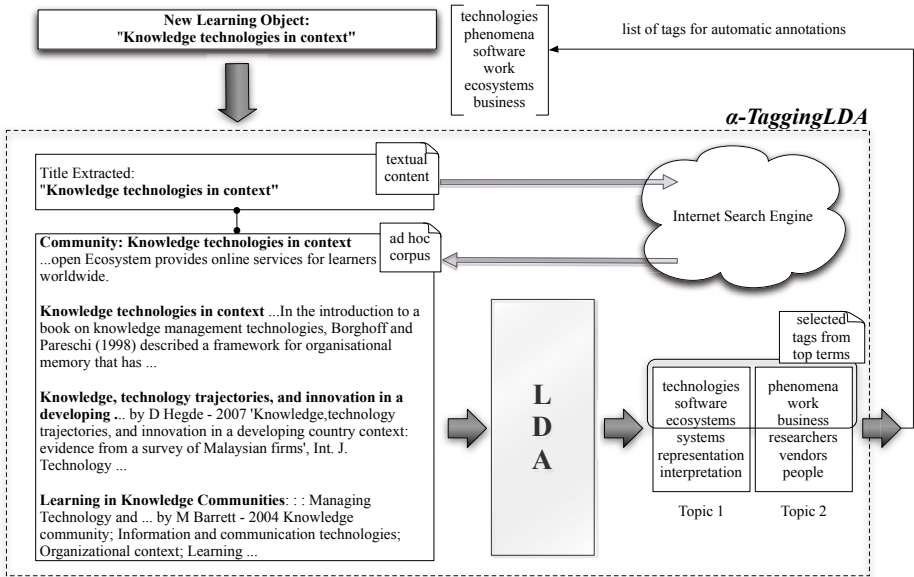 New Learning Object:
"Knowledge technologies in context"
technologies
phenomena
software
work
ecosystems
business
list of tags for automatic annotations
α-TaggingLDA
Title Extracted:
"Knowledge technologies in context"
textual
content
Internet Search Engine
Community: Knowledge technologies in context
...open Ecosystem provides online services for learners
worldwide.
ad hoc
corpus
Knowledge technologies in context ...In the introduction to a
book on knowledge management technologies, Borghoff and
Pareschi (1998) described a framework for organisational
memory that has ...
Knowledge, technology trajectories, and innovation in a
developing ... by D Hegde - 2007 'Knowledge,technology
trajectories, and innovation in a developing country context:
evidence from a survey of Malaysian firms', Int. J.
Technology ...
Learning in Knowledge Communities: : : Managing
Technology and ... by M Barrett - 2004 Knowledge
community; Information and communication technologies;
Organizational context; Learning ...
L
D
A
selected
tags from
top terms
technologies
software
ecosystems
systems
representation
interpretation
Topic 1
phenomena
work
business
researchers
vendors
people
Topic 2